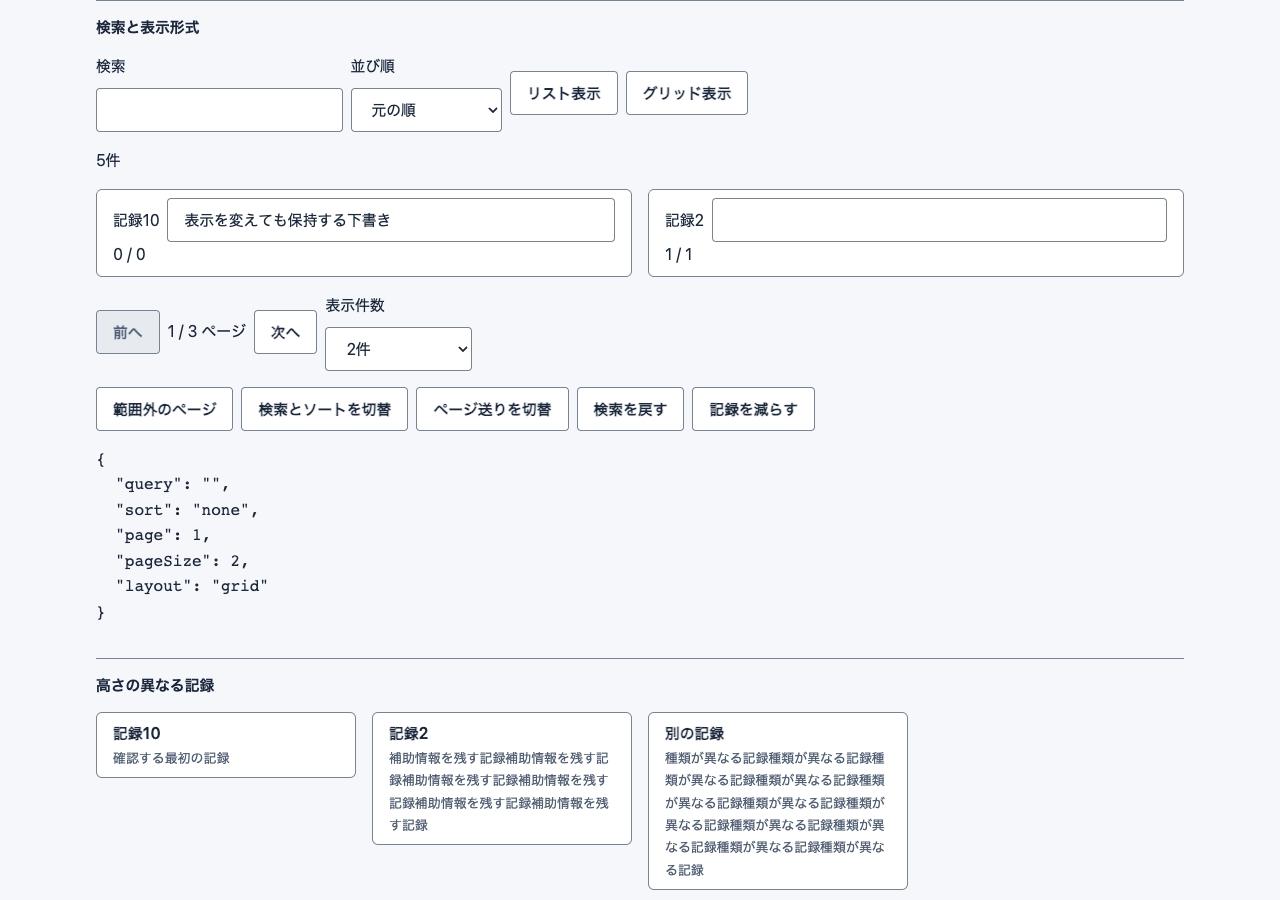 検索と表示形式
検索
並び順
元の順
リスト表示
グリッド表示
5件
記録10
表示を変えても保持する下書き
0 / 0
記録2
1 / 1
前へ
1 / 3 ページ
次へ
表示件数
2件
範囲外のページ
検索とソートを切替
ページ送りを切替
検索を戻す
記録を減らす
{
  "query": "",
  "sort": "none",
  "page": 1,
  "pageSize": 2,
  "layout": "grid"
}
高さの異なる記録
記録10
確認する最初の記録
記録2
補助情報を残す記録補助情報を残す記
録補助情報を残す記録補助情報を残す
記録補助情報を残す記録補助情報を残
す記録
別の記録
種類が異なる記録種類が異なる記録種
類が異なる記録種類が異なる記録種類
が異なる記録種類が異なる記録種類が
異なる記録種類が異なる記録種類が異
なる記録種類が異なる記録種類が異な
る記録